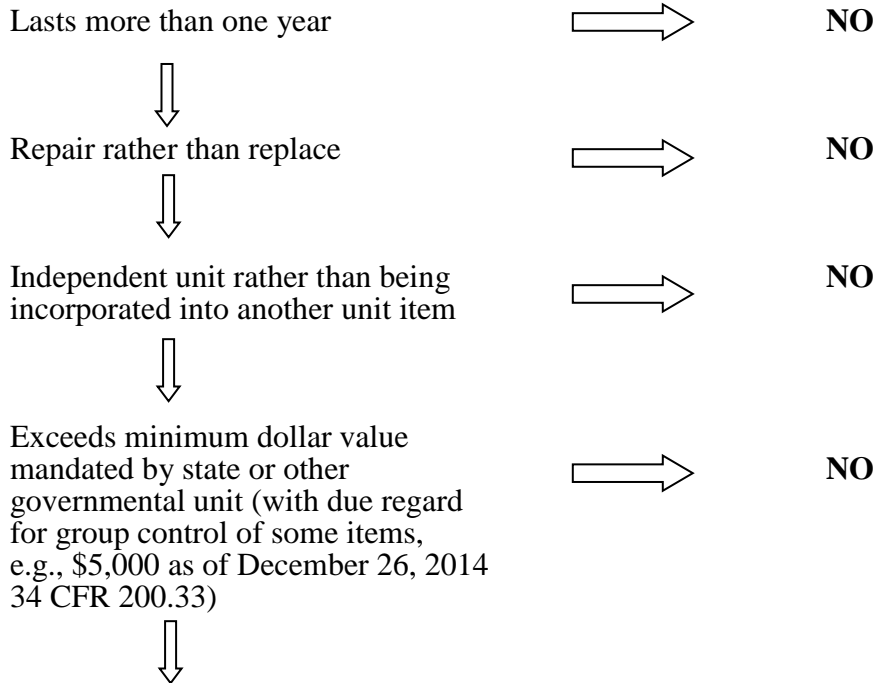 Lasts more than one year NO
Repair rather than replace NO
Independent unit rather than being NO
incorporated into another unit item
Exceeds minimum dollar value
mandated by state or other NO
governmental unit (with due regard
for group control of some items,
e.g., $5,000 as of December 26, 2014
34 CFR 200.33)